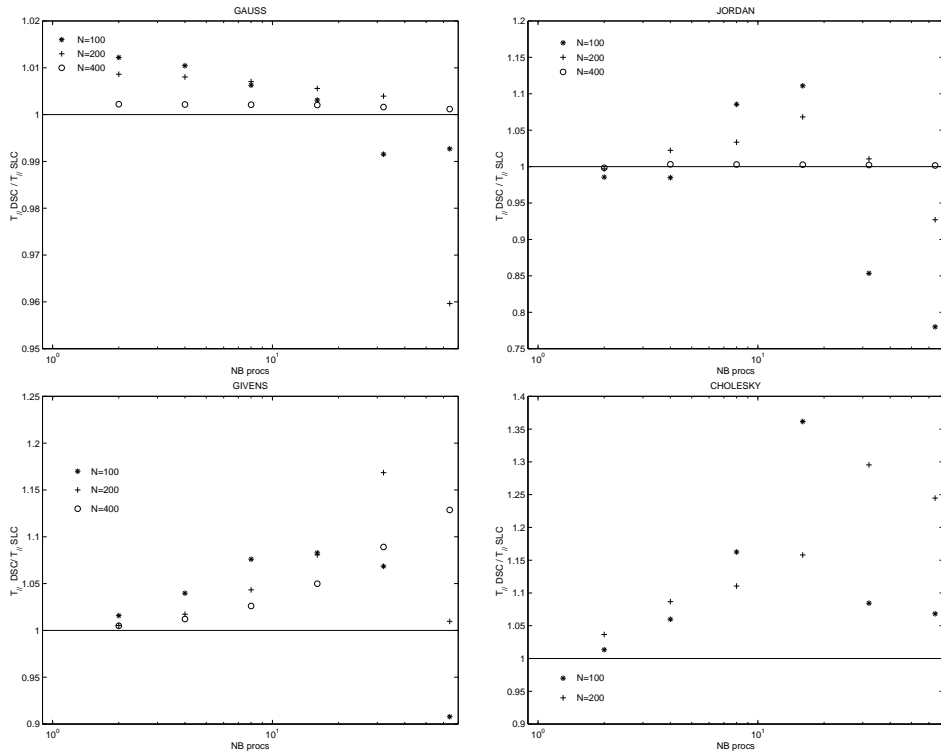 GAUSS
1.02
1.01
1
0.99
0.98
0.97
0.96
0.95
T// DSC / T// SLC
N=100
N=200
N=400
10^0
10^1
NB procs
JORDAN
1.2
1.15
1.1
1.05
1
0.95
0.9
0.85
0.8
0.75
T// DSC / T// SLC
N=100
N=200
N=400
10^0
10^1
NB procs
GIVENS
1.25
1.2
1.15
1.1
1.05
1
0.95
0.9
T// DSC/ T// SLC
N=100
N=200
N=400
10^0
10^1
NB procs
CHOLESKY
1.4
1.35
1.3
1.25
1.2
1.15
1.1
1.05
1
0.95
0.9
T// DSC / T// SLC
N=100
N=200
10^0
10^1
NB procs